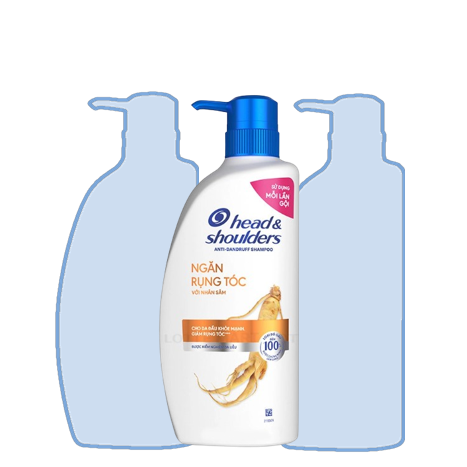 SỬ DỤNG
MỖI LẦN
GỘI
head &
shoulders
ANTI-DANDRUFF SHAMPOO
NGĂN
RỤNG TÓC
VỚI NHÂN SÂM
CHO DA ĐẦU KHỎE MẠNH,
GIẢM RỤNG TÓC
100